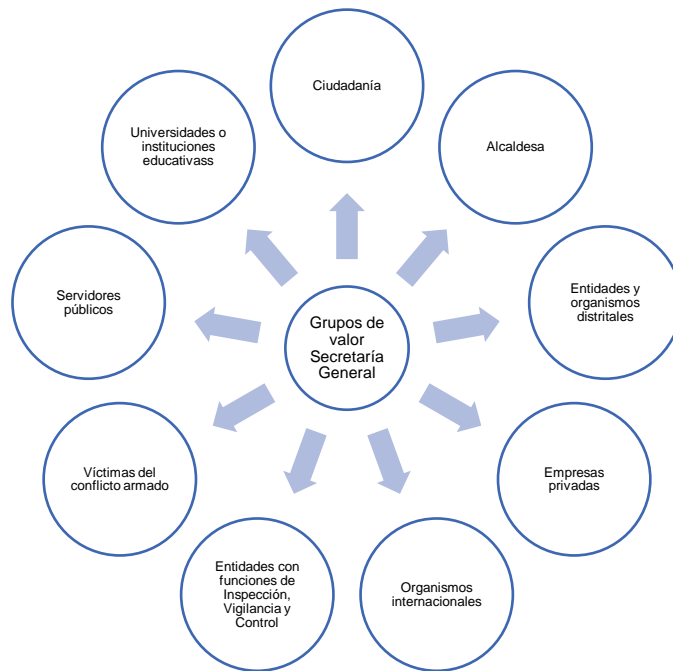 Ciudadanía
Alcaldesa
Entidades y
organismos
distritales
Empresas
privadas
Organismos
internacionales
Entidades con
funciones de
Inspección,
Vigilancia y
Control
Víctimas del
conflicto armado
Servidores
públicos
Universidades o
instituciones
educativass
Grupos de
valor
Secretaría
General